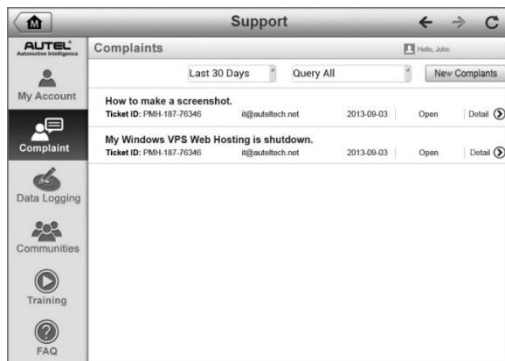 M
Support
AUTEL
Automotive Intelligence
Complaints
Hello, John
Last 30 Days
Query All
New Complants
My Account
How to make a screenshot.
Ticket ID: PMH-187-76346 it@auteltech.net 2013-09-03 Open Detail
Complaint
My Windows VPS Web Hosting is shutdown.
Ticket ID: PMH-187-76346 it@auteltech.net 2013-09-03 Open Detail
Data Logging
Communities
Training
?
FAQ